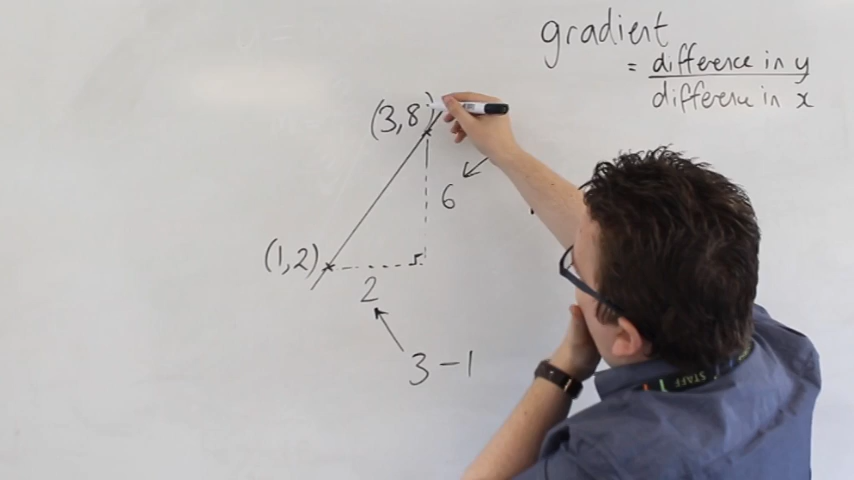 gradient
= difference in y
difference in x
(3,8)
6
(1,2)
2
3-1
STAFF